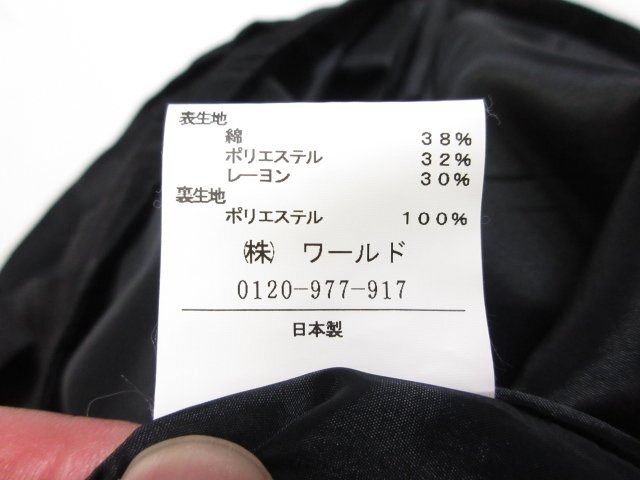 表生地
綿 38%
ポリエステル 32%
レーヨン 30%
裏生地
ポリエステル 100%
㈱ ワールド
0120-977-917
日本製